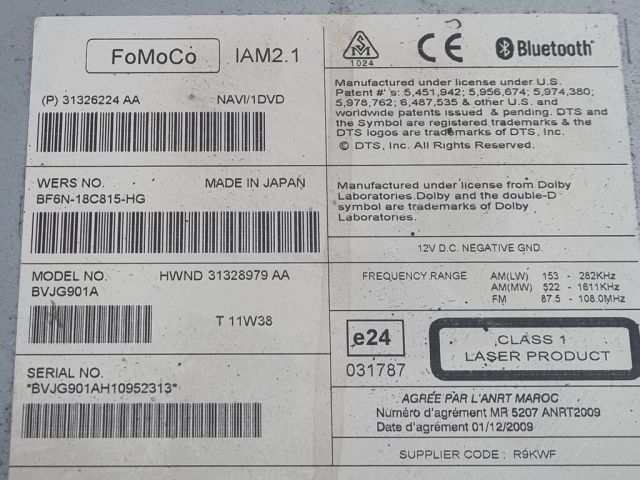 FoMoCo IAM2.1
(P) 31326224 AA NAVI/1DVD
WERS NO. MADE IN JAPAN
BF6N-18C815-HG
MODEL NO. HWND 31328979 AA
BVJG901A
T 11W38
SERIAL NO.
*BVJG901AH10952313*
1024
CE
Bluetooth
Manufactured under license under U.S.
Patent #'s: 5,451,942; 5,956,674; 5,974,380;
5,978,762; 6,487,535 & other U.S. and
worldwide patents issued & pending. DTS and
the Symbol are registered trademarks & the
DTS logos are trademarks of DTS, Inc.
© DTS, Inc. All Rights Reserved.
Manufactured under license from Dolby
Laboratories.Dolby and the double-D
symbol are trademarks of Dolby
Laboratories.
12V D.C. NEGATIVE GND.
FREQUENCY RANGE AM(LW) 153 - 282KHz
AM(MW) 522 - 1611KHz
FM 87.5 - 108.0MHz
e24
031787
CLASS 1
LASER PRODUCT
AGRÉE PAR L'ANRT MAROC
Numéro d'agrément MR 5207 ANRT2009
Date d'agrément 01/12/2009
SUPPLIER CODE : R9KWF